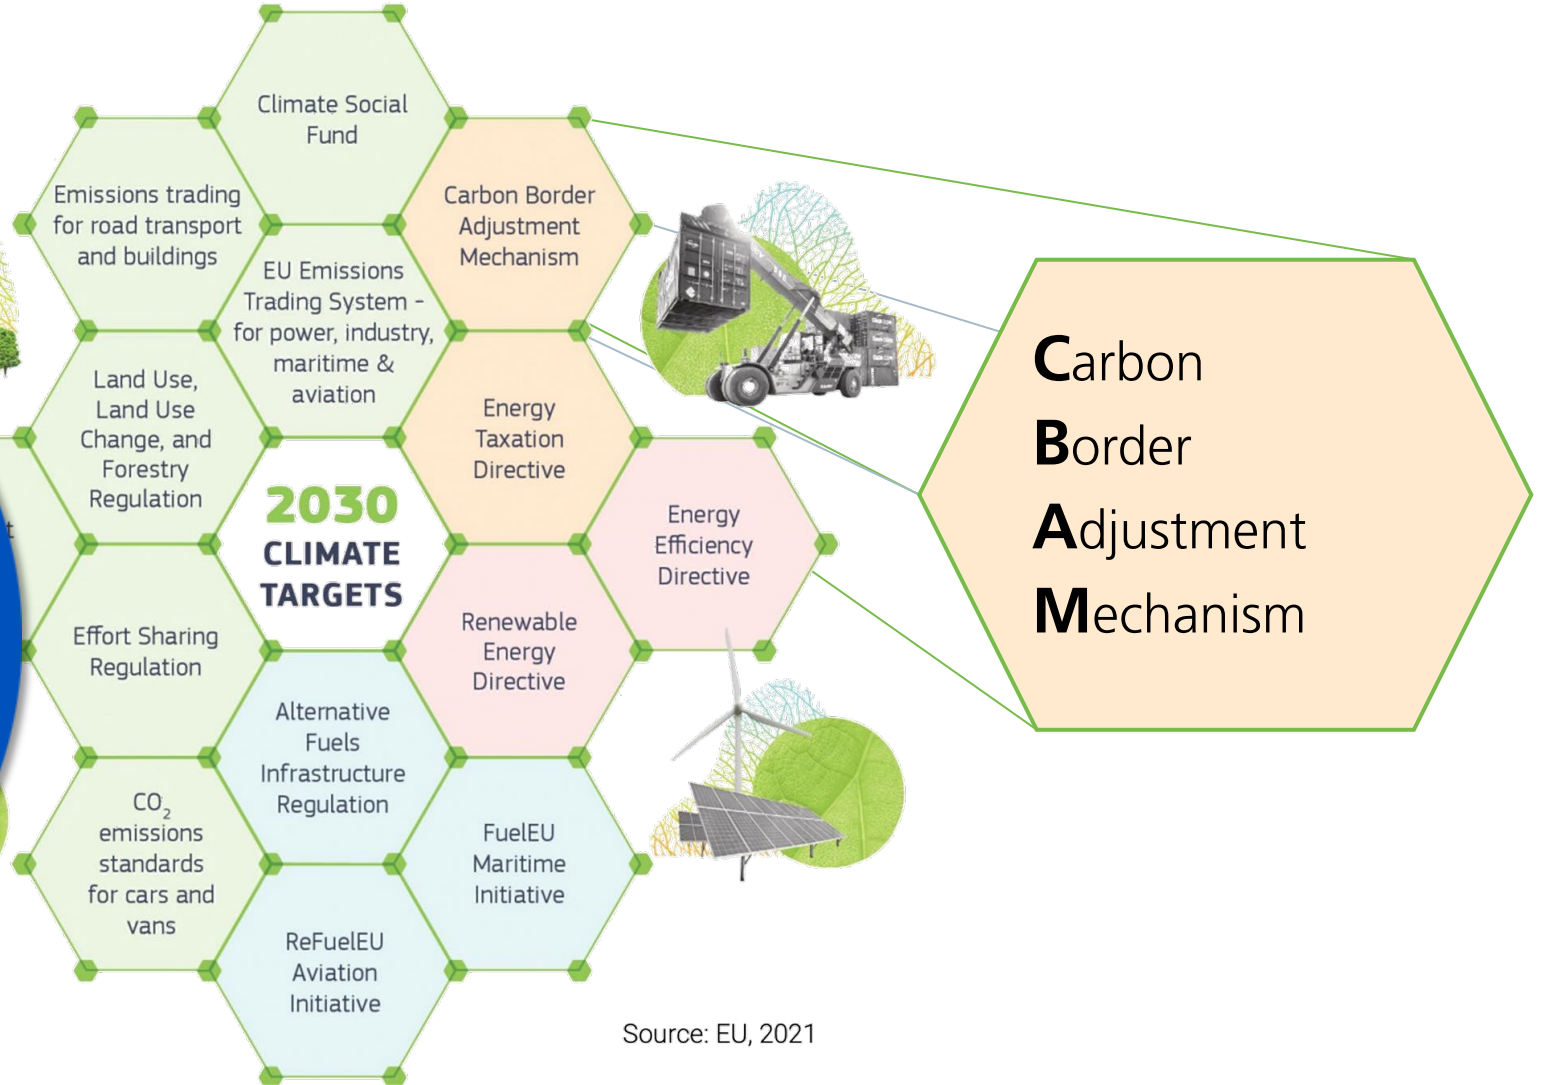 Climate Social
Fund
Emissions trading
for road transport
and buildings
Carbon Border
Adjustment
Mechanism
EU Emissions
Trading System -
for power, industry,
maritime &
aviation
Land Use,
Land Use
Change, and
Forestry
Regulation
Energy
Taxation
Directive
2030
CLIMATE
TARGETS
Energy
Efficiency
Directive
Effort Sharing
Regulation
Renewable
Energy
Directive
Alternative
Fuels
Infrastructure
Regulation
CO₂
emissions
standards
for cars and
vans
FuelEU
Maritime
Initiative
ReFuelEU
Aviation
Initiative
Carbon
Border
Adjustment
Mechanism
Source: EU, 2021